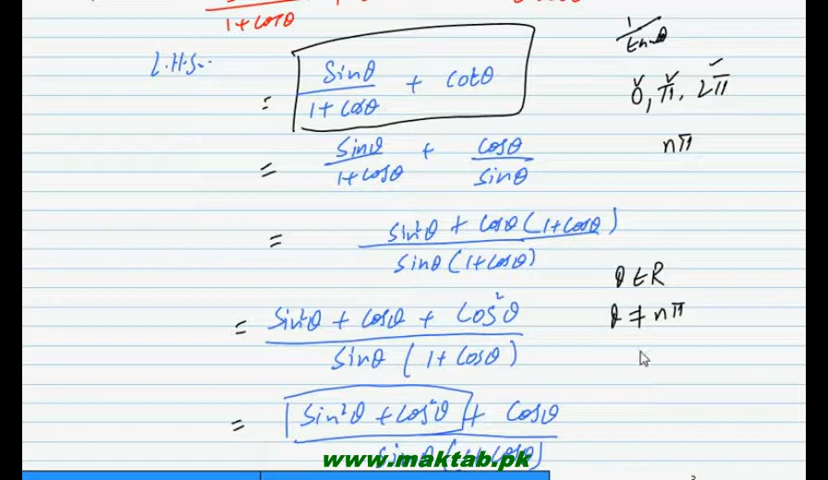 1 + cosθ
L.H.S..
= sinθ / 1 + cosθ + cotθ
= sinθ / 1 + cosθ + cosθ / sinθ
= sin²θ + cosθ (1 + cosθ) / sinθ (1 + cosθ)
= sin²θ + cosθ + cos²θ / sinθ (1 + cosθ)
= sin²θ + cos²θ + cosθ / sinθ (1 + cosθ)
1 / tanθ
0, π, 2π
nπ
θ ∈ R
θ ≠ nπ
www.maktab.pk